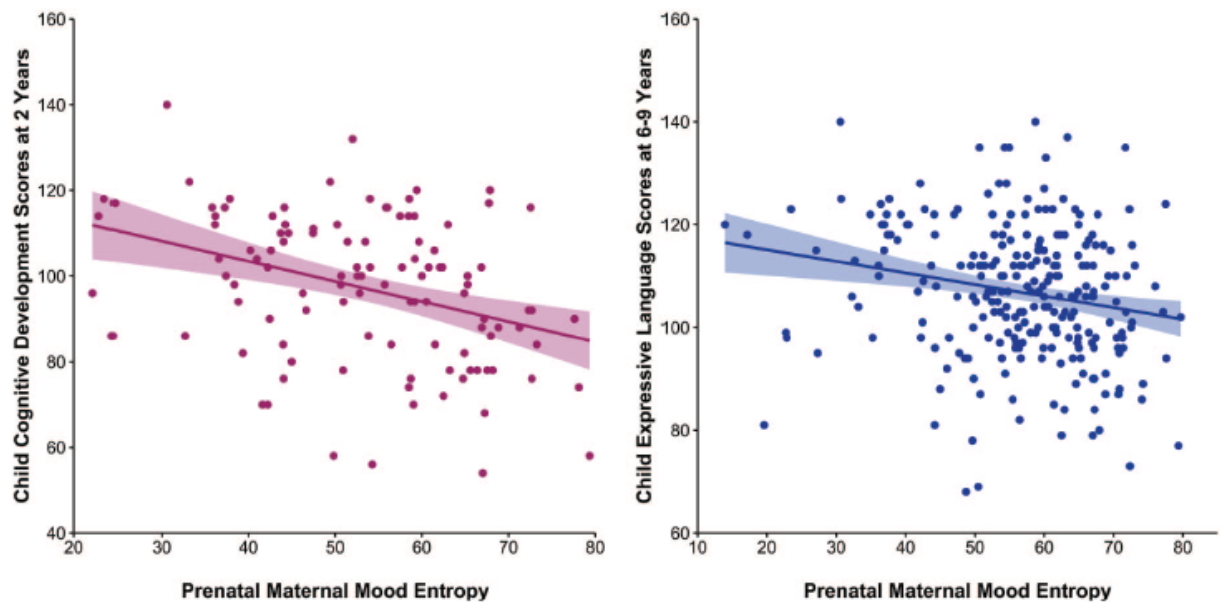 Child Cognitive Development Scores at 2 Years
160
140
120
100
80
60
40
20 30 40 50 60 70 80
Prenatal Maternal Mood Entropy
Child Expressive Language Scores at 6-9 Years
160
140
120
100
80
60
10 20 30 40 50 60 70 80
Prenatal Maternal Mood Entropy